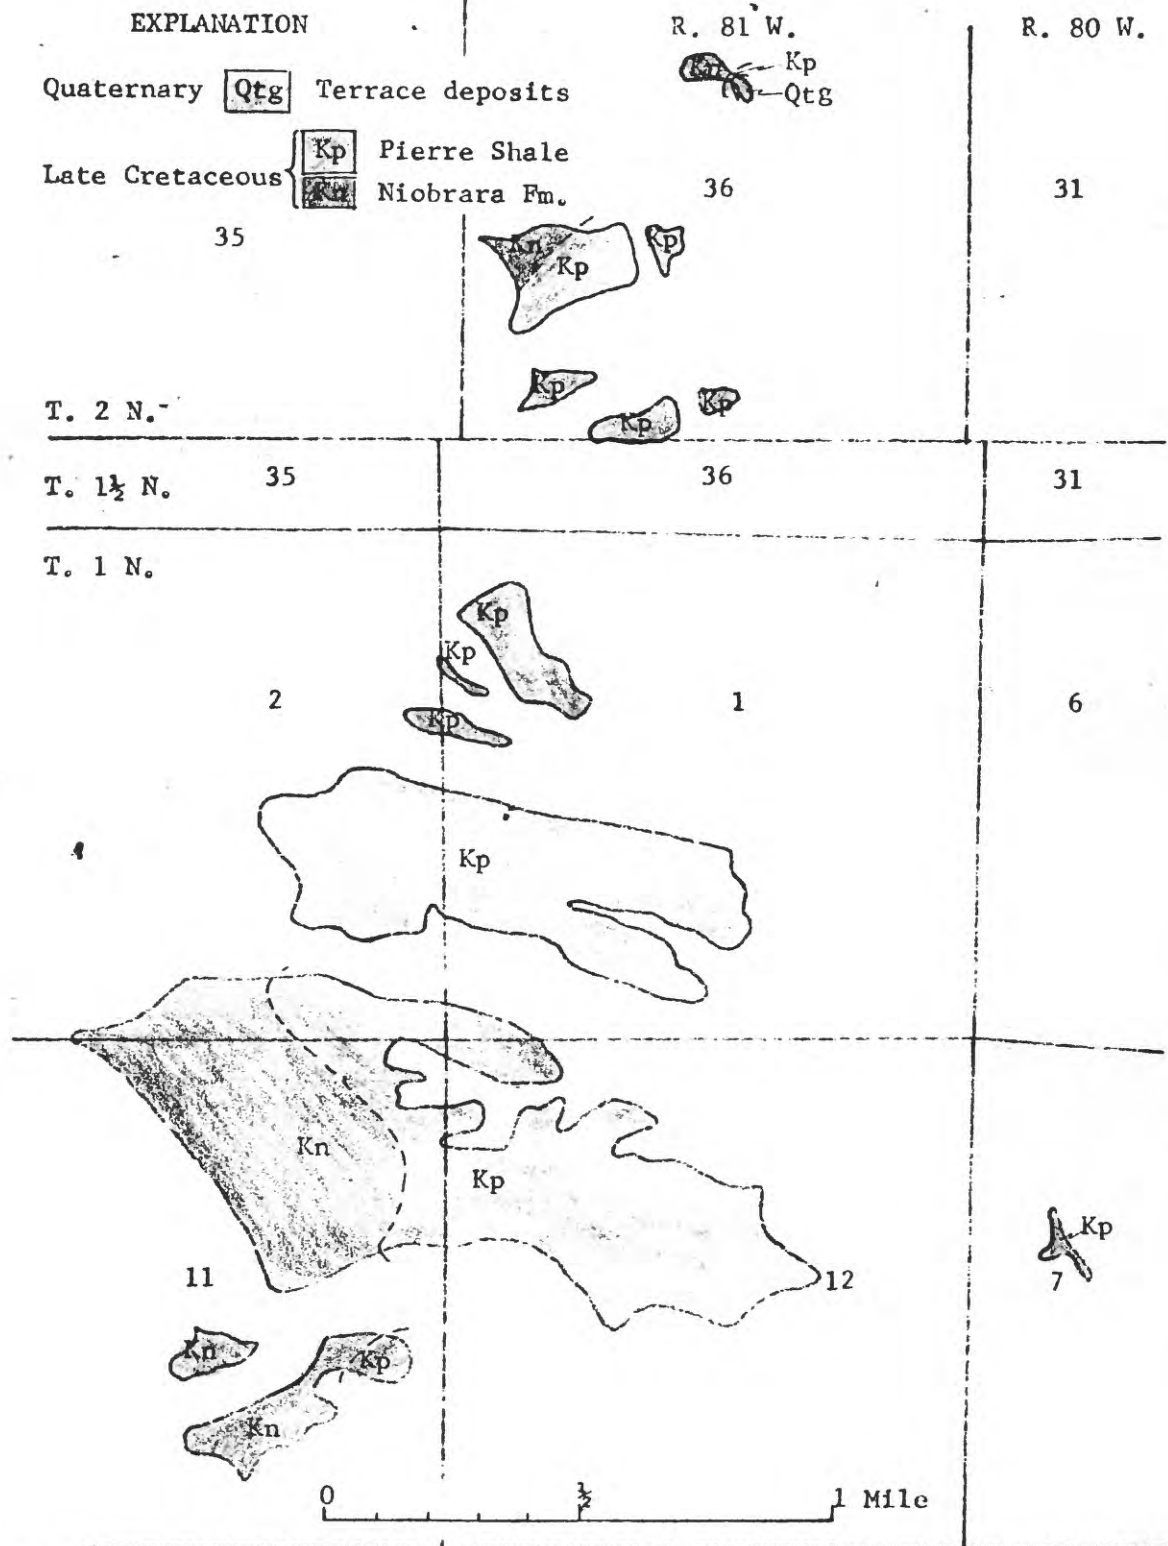 EXPLANATION
R. 81 W.
R. 80 W.
Quaternary Qtg Terrace deposits
Late Cretaceous
Kp Pierre Shale
Kn Niobrara Fm.
Kn
Kp
Qtg
35
36
31
Kn
Kp
Kp
Kp
Kp
Kp
T. 2 N.
T. 1½ N.
35
36
31
T. 1 N.
Kp
Kp
2
1
6
Kp
Kp
Kn
Kp
Kp
11
12
7
Kn
Kp
Kn
0
½
1 Mile